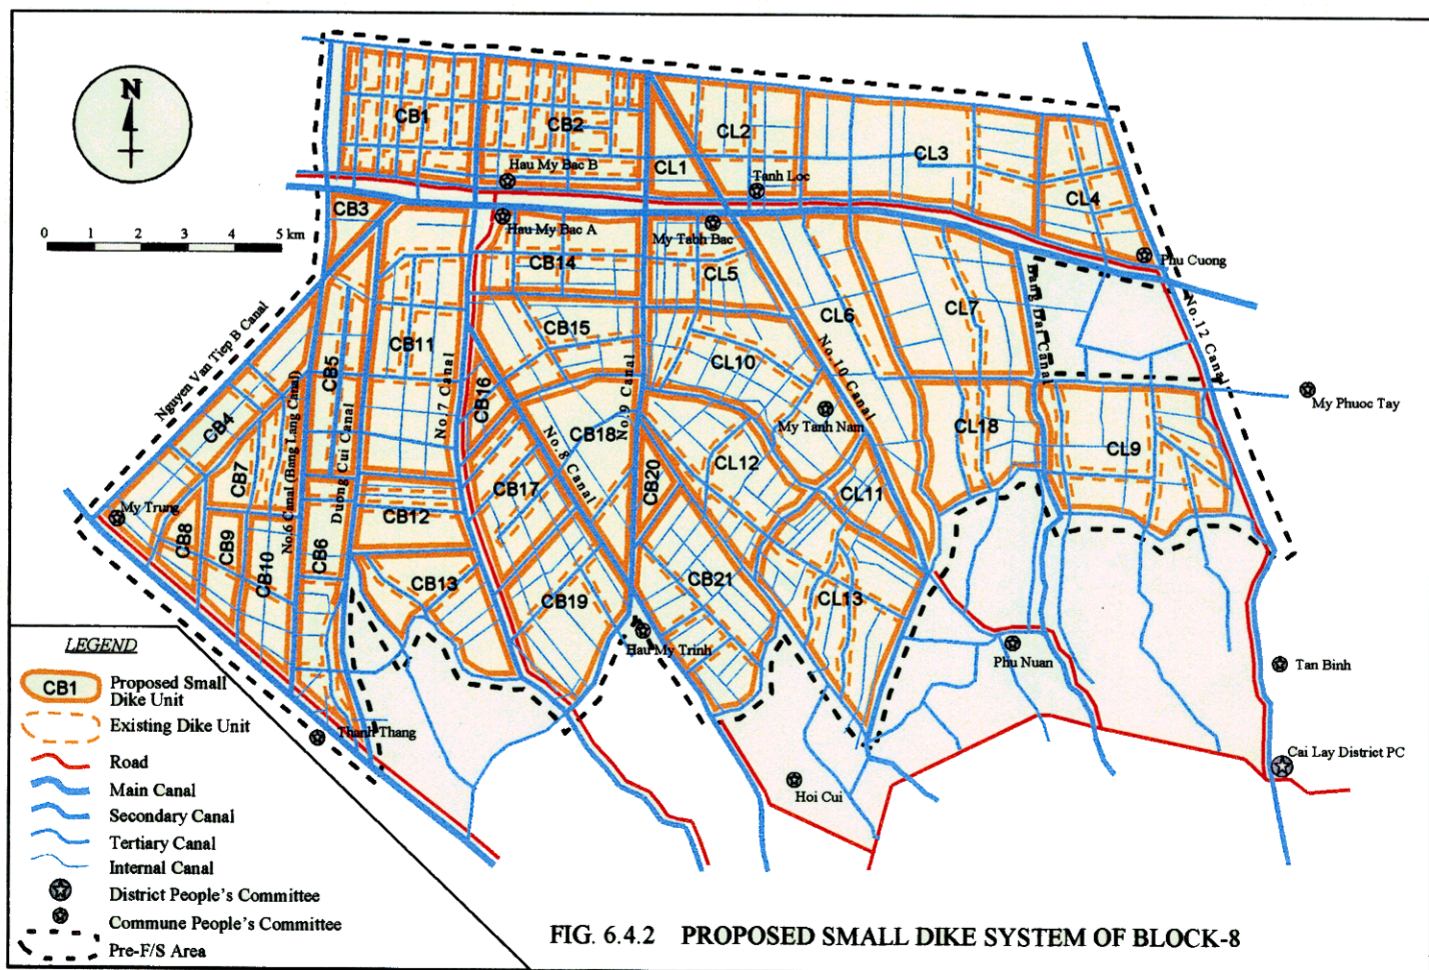 N
0 1 2 3 4 5 km
CB1
CB2
CL1
CL2
CL3
CL4
Hau My Bac B
Tanh Loc
CB3
Hau My Bac A
My Tabh Bac
Phu Cuong
CB14
CL5
CB15
CL6
CL7
CB11
CB5
CL10
CB16
CB4
CB18
CL12
CL18
CL9
CB7
CB17
CB20
CL11
CB12
CB8
CB9
CB10
CB6
CB13
CB19
CB21
CL13
Nguyen Van Tiep B Canal
No.6 Canal (Bang Lang Canal)
Duong Cui Canal
No.7 Canal
No.8 Canal
No.9 Canal
No.10 Canal
Bang Dai Canal
No.12 Canal
My Phuoc Tay
My Tanh Nam
My Trung
Hau My Trinh
Phu Nuan
Tan Binh
Thanh Thang
Hoi Cui
Cai Lay District PC
LEGEND
CB1 Proposed Small
Dike Unit
Existing Dike Unit
Road
Main Canal
Secondary Canal
Tertiary Canal
Internal Canal
District People's Committee
Commune People's Committee
Pre-F/S Area
FIG. 6.4.2 PROPOSED SMALL DIKE SYSTEM OF BLOCK-8